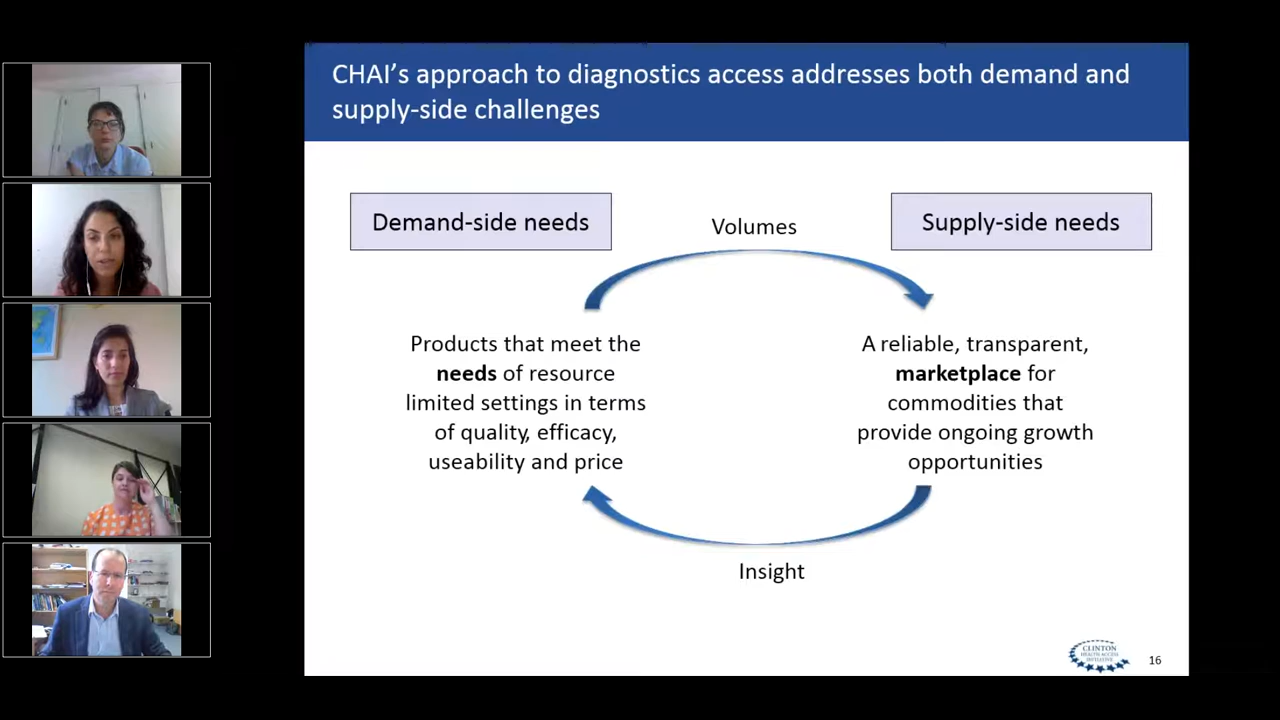 CHAI's approach to diagnostics access addresses both demand and
supply-side challenges
Demand-side needs
Volumes
Supply-side needs
Products that meet the
needs of resource
limited settings in terms
of quality, efficacy,
useability and price
A reliable, transparent,
marketplace for
commodities that
provide ongoing growth
opportunities
Insight
CLINTON
HEALTH ACCESS
INITIATIVE
16